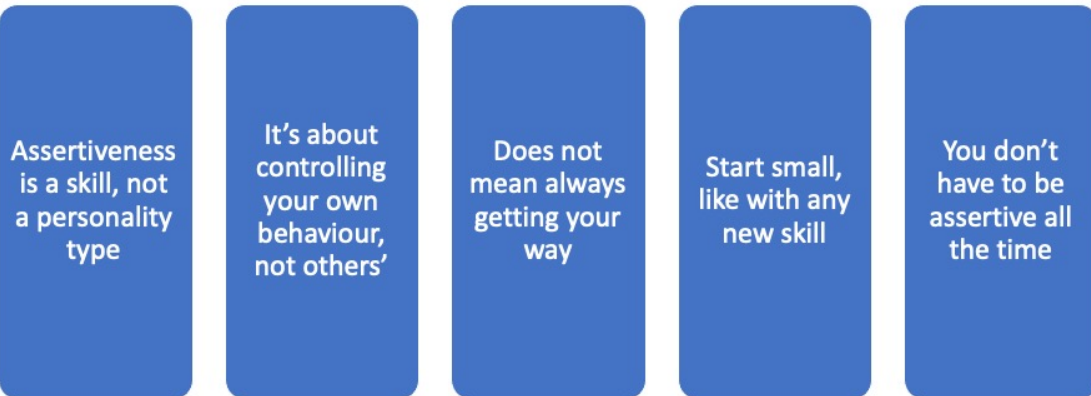 Assertiveness
is a skill, not
a personality
type
It’s about
controlling
your own
behaviour,
not others’
Does not
mean always
getting your
way
Start small,
like with any
new skill
You don’t
have to be
assertive all
the time